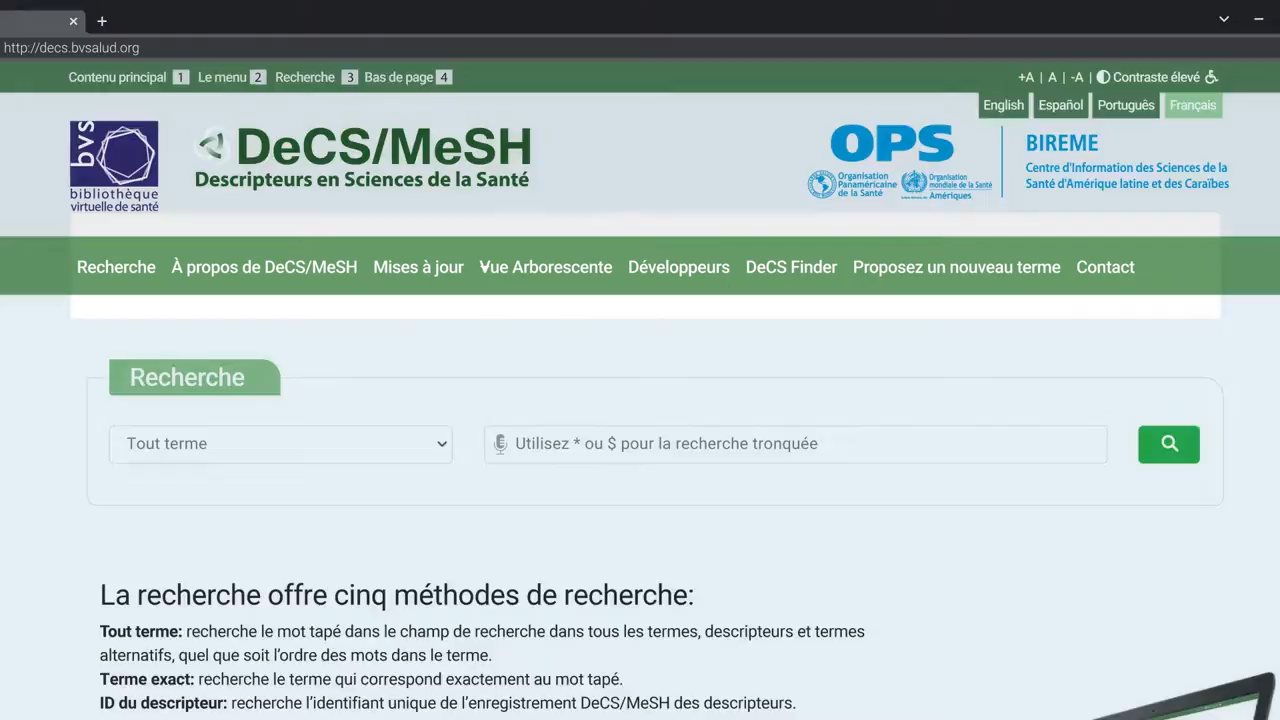 http://decs.bvsalud.org
Contenu principal 1 Le menu 2 Recherche 3 Bas de page 4
+A | A | -A | Contraste élevé
English Español Português Français
bvs
bibliothèque
virtuelle de santé
DeCS/MeSH
Descripteurs en Sciences de la Santé
OPS
Organisation
Panaméricaine
de la Santé
Organisation
mondiale de la Santé
Amériques
BIREME
Centre d'Information des Sciences de la
Santé d'Amérique latine et des Caraïbes
Recherche À propos de DeCS/MeSH Mises à jour Vue Arborescente Développeurs DeCS Finder Proposez un nouveau terme Contact
Recherche
Tout terme
Utilisez * ou $ pour la recherche tronquée
La recherche offre cinq méthodes de recherche:
Tout terme: recherche le mot tapé dans le champ de recherche dans tous les termes, descripteurs et termes
alternatifs, quel que soit l'ordre des mots dans le terme.
Terme exact: recherche le terme qui correspond exactement au mot tapé.
ID du descripteur: recherche l'identifiant unique de l'enregistrement DeCS/MeSH des descripteurs.